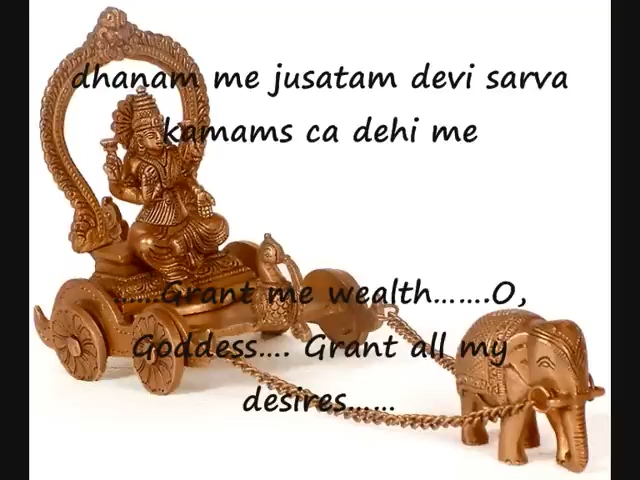 dhanam me jusatam devi sarva
kamams ca dehi me
......Grant me wealth.......O,
Goddess.... Grant all my
desires......